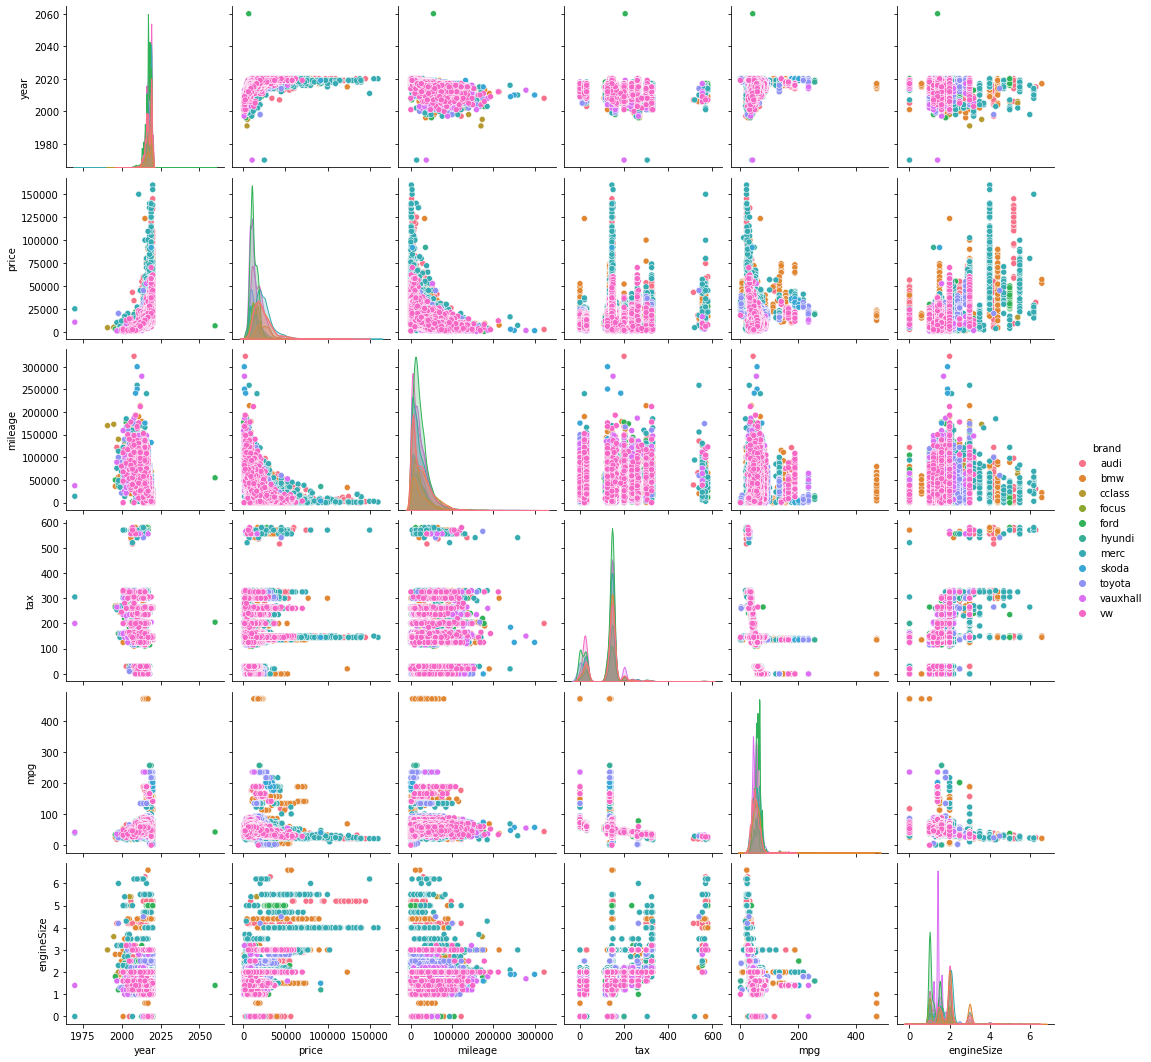 2060
2040
2020
2000
1980
year
150000
125000
100000
75000
50000
25000
0
price
300000
250000
200000
150000
100000
50000
0
mileage
brand
audi
bmw
cclass
focus
ford
hyundi
merc
skoda
toyota
vauxhall
vw
600
500
400
300
200
100
0
tax
400
300
200
100
0
mpg
6
5
4
3
2
1
0
engineSize
1975 2000 2025 2050
year
0 50000 100000 150000
price
0 100000 200000 300000
mileage
0 200 400 600
tax
0 200 400
mpg
0 2 4 6
engineSize